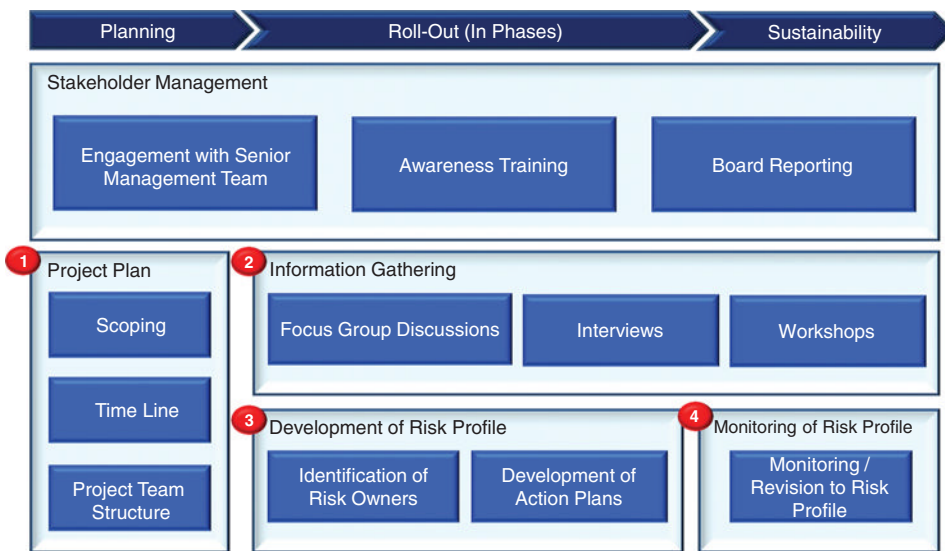 Planning
Roll-Out (In Phases)
Sustainability
Stakeholder Management
Engagement with Senior
Management Team
Awareness Training
Board Reporting
1
Project Plan
Scoping
Time Line
Project Team
Structure
2
Information Gathering
Focus Group Discussions
Interviews
Workshops
3
Development of Risk Profile
Identification of
Risk Owners
Development of
Action Plans
4
Monitoring of Risk Profile
Monitoring /
Revision to Risk
Profile